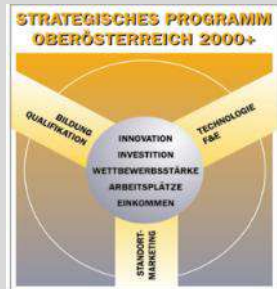 STRATEGISCHES PROGRAMM
OBERÖSTERREICH 2000+
BILDUNG
QUALIFIKATION
TECHNOLOGIE
F&E
INNOVATION
INVESTITION
WETTBEWERBSSTÄRKE
ARBEITSPLÄTZE
EINKOMMEN
STANDORT-
MARKETING